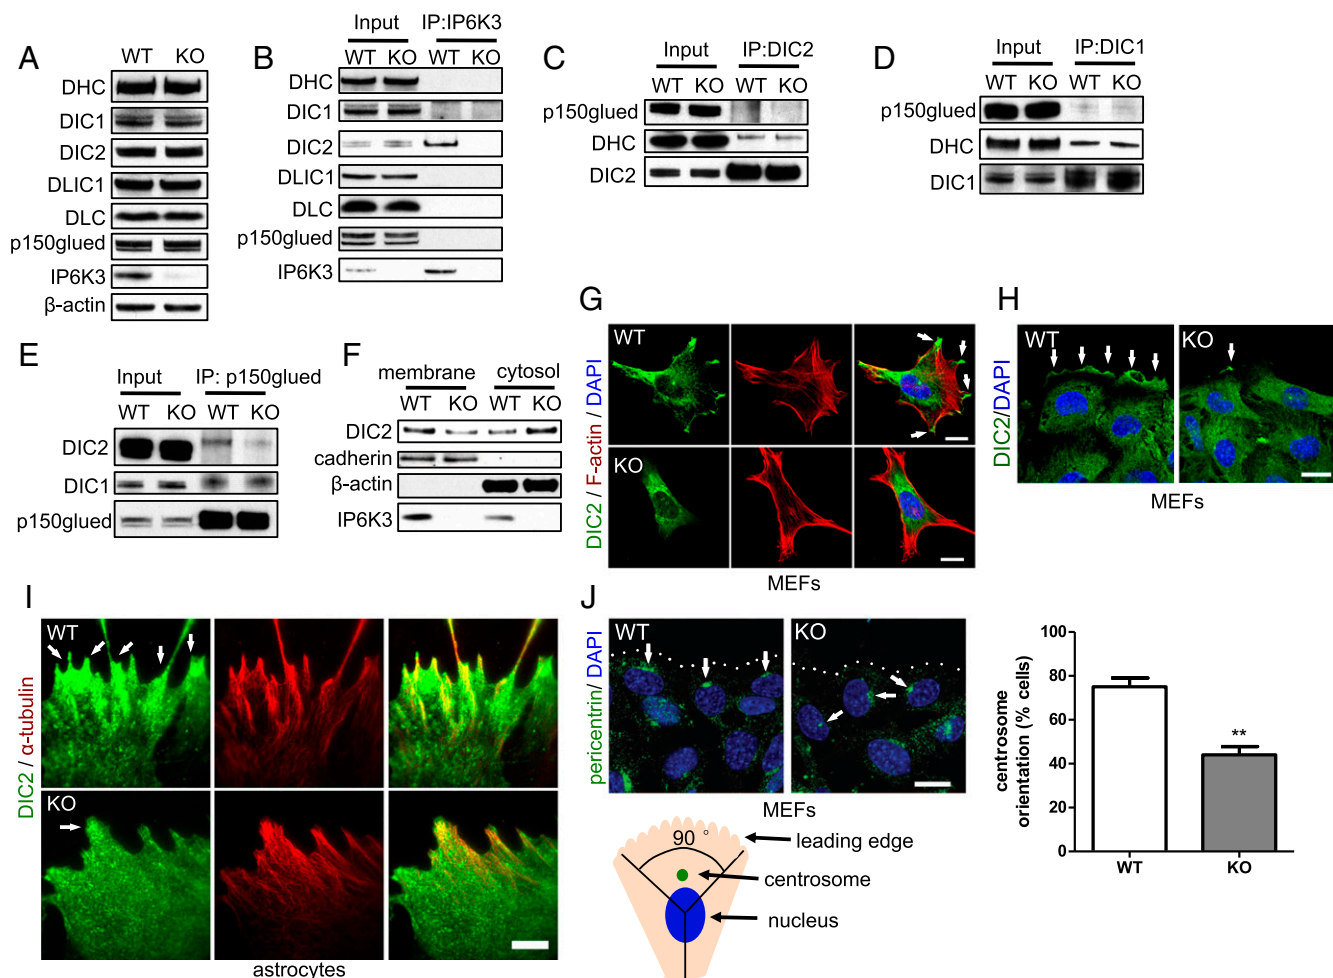 A
WT KO
DHC
DIC1
DIC2
DLIC1
DLC
p150glued
IP6K3
β-actin
B
Input IP:IP6K3
WT KO WT KO
DHC
DIC1
DIC2
DLIC1
DLC
p150glued
IP6K3
C
Input IP:DIC2
WT KO WT KO
p150glued
DHC
DIC2
D
Input IP:DIC1
WT KO WT KO
p150glued
DHC
DIC1
E
Input IP: p150glued
WT KO WT KO
DIC2
DIC1
p150glued
F
membrane cytosol
WT KO WT KO
DIC2
cadherin
β-actin
IP6K3
G
WT
KO
DIC2 / F-actin / DAPI
MEFs
H
WT
KO
DIC2/DAPI
MEFs
I
WT
KO
DIC2 / α-tubulin
astrocytes
J
WT
KO
pericentrin/ DAPI
MEFs
90 °
leading edge
centrosome
nucleus
centrosome
orientation (% cells)
100
80
60
40
20
0
**
WT KO